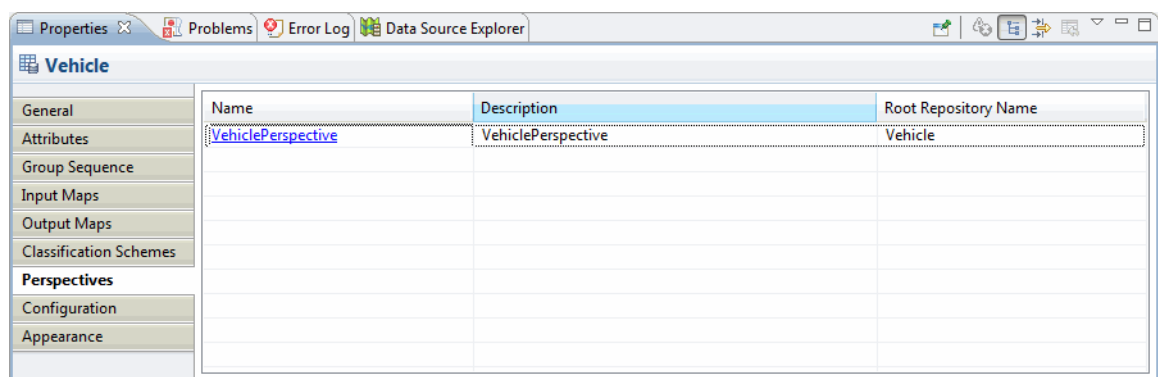 Properties Problems Error Log Data Source Explorer
Vehicle
General
Attributes
Group Sequence
Input Maps
Output Maps
Classification Schemes
Perspectives
Configuration
Appearance
Name Description Root Repository Name
VehiclePerspective VehiclePerspective Vehicle